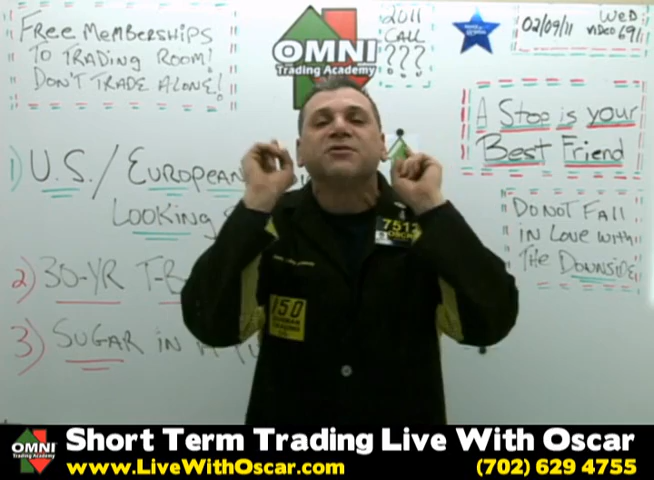 FREE MEMBERSHIPS
TO TRADING ROOM!
DON'T TRADE ALONE!
OMNI
Trading Academy
2011
CALL
???
02/09/11
WED
VIDEO 691
A STOP is your
BEST FRIEND
1) U.S./EUROPEAN
LOOKING
DO NOT FALL
IN LOVE WITH
THE DOWNSIDE
2) 30-YR T-B
3) SUGAR IN A
7512
OSCAR
150
OMNI
Trading Academy
Short Term Trading Live With Oscar
www.LiveWithOscar.com
(702) 629 4755